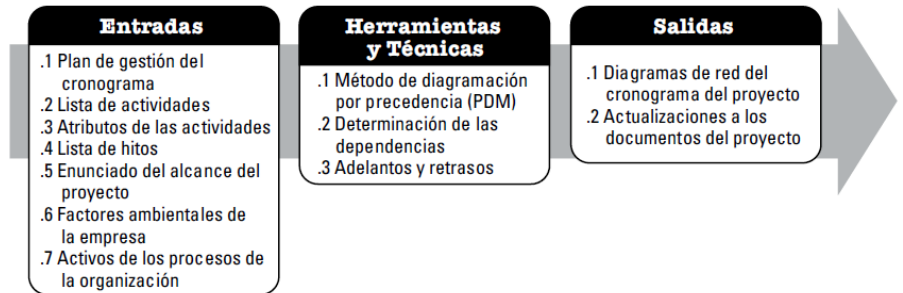 Entradas
.1 Plan de gestión del
cronograma
.2 Lista de actividades
.3 Atributos de las actividades
.4 Lista de hitos
.5 Enunciado del alcance del
proyecto
.6 Factores ambientales de
la empresa
.7 Activos de los procesos de
la organización
Herramientas
y Técnicas
.1 Método de diagramación
por precedencia (PDM)
.2 Determinación de las
dependencias
.3 Adelantos y retrasos
Salidas
.1 Diagramas de red del
cronograma del proyecto
.2 Actualizaciones a los
documentos del proyecto